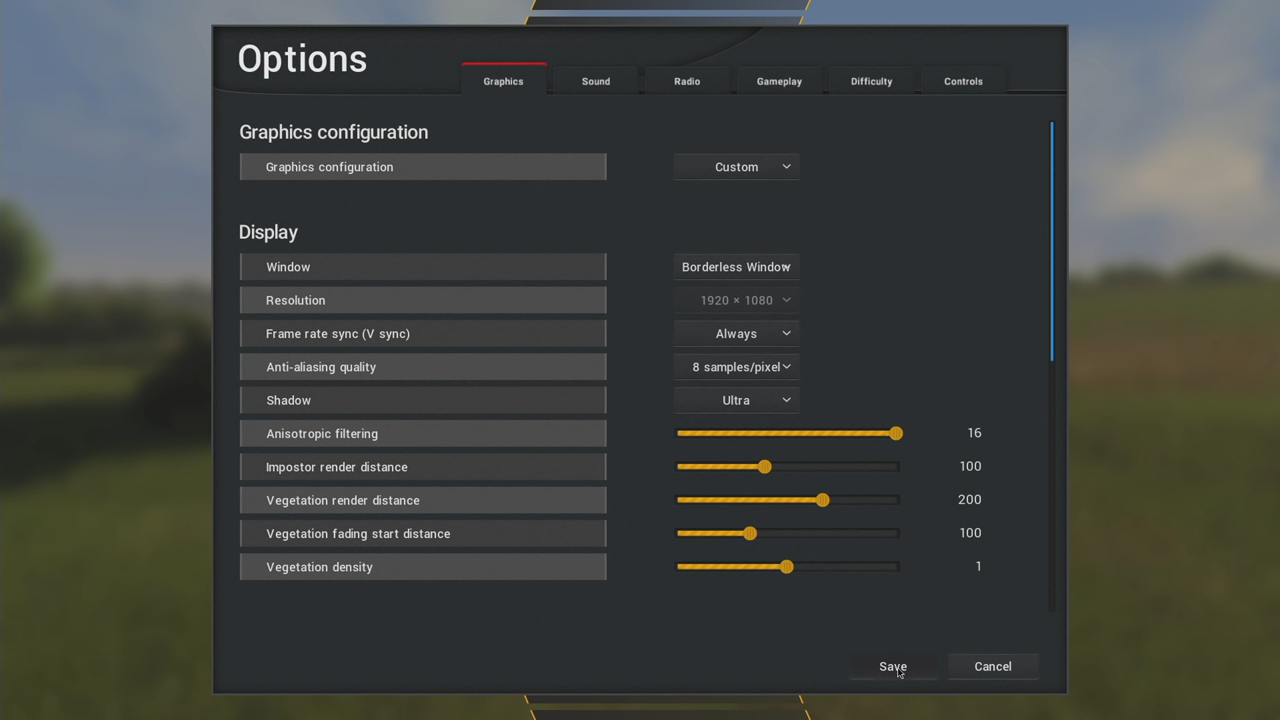 Options
Graphics
Sound
Radio
Gameplay
Difficulty
Controls
Graphics configuration
Graphics configuration
Custom
Display
Window
Borderless Window
Resolution
1920 × 1080
Frame rate sync (V sync)
Always
Anti-aliasing quality
8 samples/pixel
Shadow
Ultra
Anisotropic filtering
16
Impostor render distance
100
Vegetation render distance
200
Vegetation fading start distance
100
Vegetation density
1
Save
Cancel